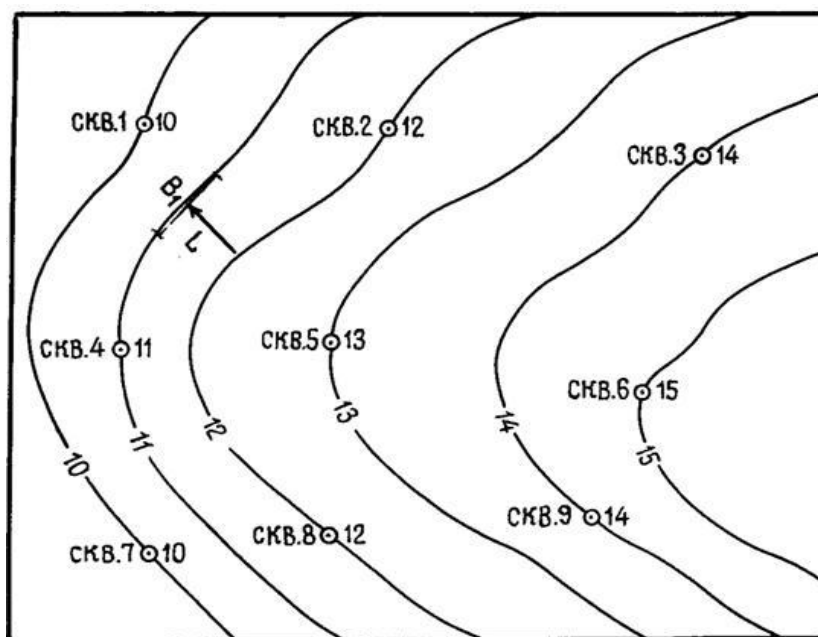 СКВ.1 10
СКВ.2 12
СКВ.3 14
B₁
L
СКВ.4 11
СКВ.5 13
СКВ.6 15
10
11
12
13
14
15
СКВ.7 10
СКВ.8 12
СКВ.9 14